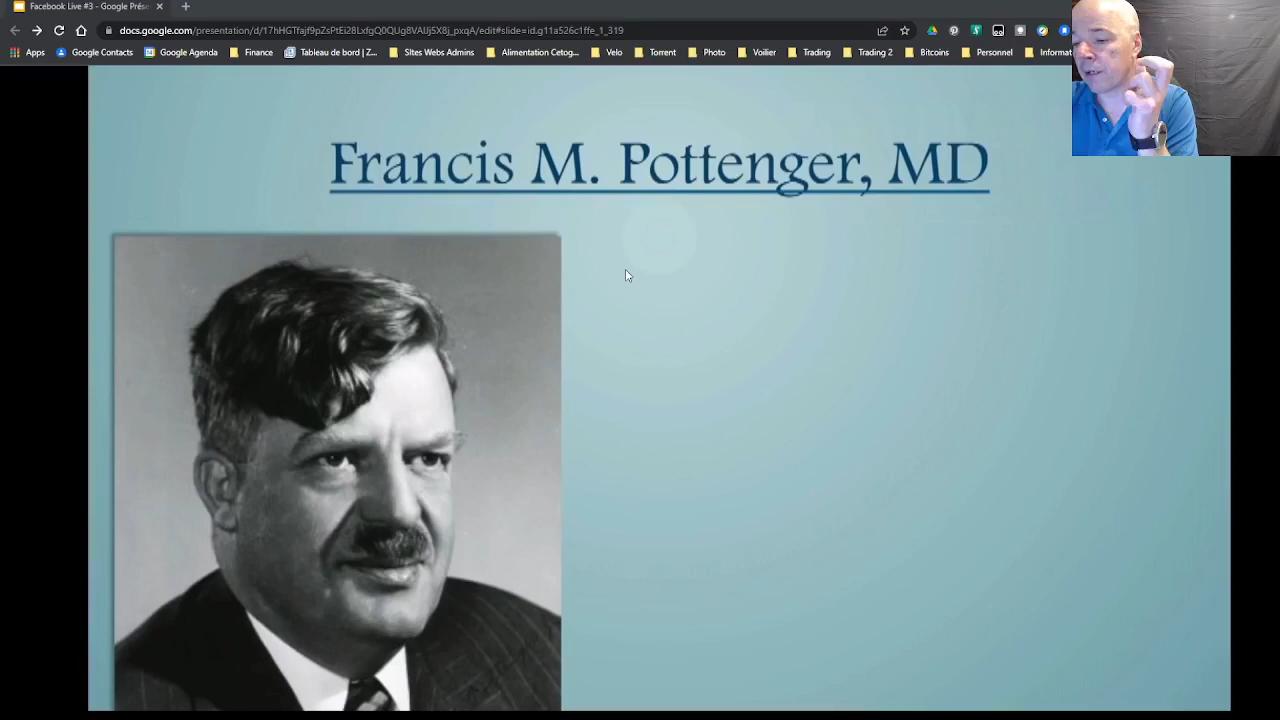 Facebook Live #3 - Google Prése
docs.google.com/presentation/d/17hHGTfajf9pZsPtEi28LxfgQ0QUg8VAUJ5X8j_pxqA/edit#slide=id.g11a526c1ffe_1_319
Apps Google Contacts Google Agenda Finance Tableau de bord | Z... Sites Webs Admins Alimentation Cetog... Velo Torrent Photo Voilier Trading Trading 2 Bitcoins Personnel Informat
Francis M. Pottenger, MD